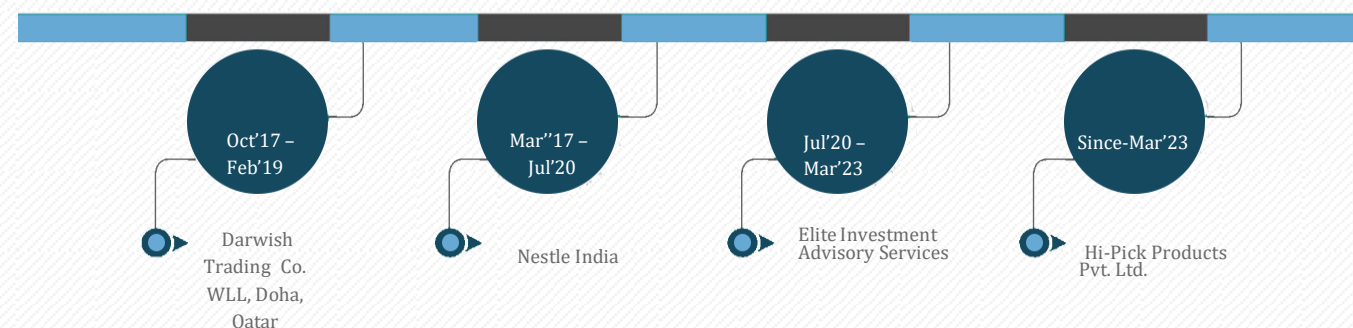 Oct’17 –
Feb’19
Mar’’17 –
Jul’20
Jul’20 –
Mar’23
Since-Mar’23
Darwish
Trading Co.
WLL, Doha,
Qatar
Nestle India
Elite Investment
Advisory Services
Hi-Pick Products
Pvt. Ltd.